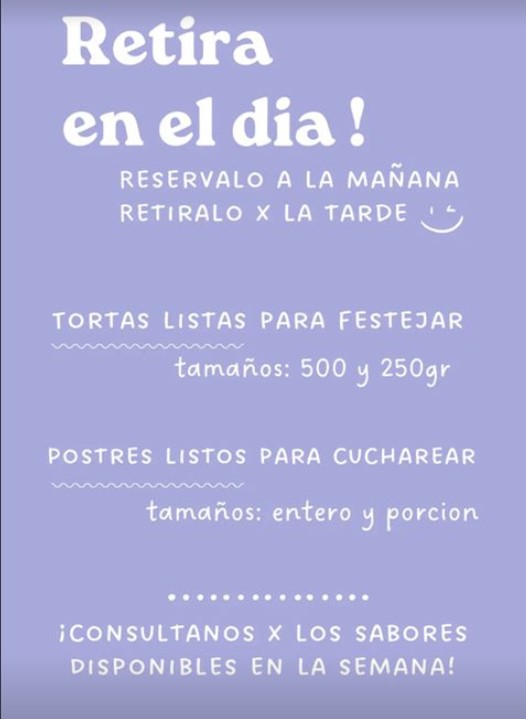 Retira
en el dia !
RESERVALO A LA MAÑANA
RETIRALO X LA TARDE
TORTAS LISTAS PARA FESTEJAR
tamaños: 500 y 250gr
POSTRES LISTOS PARA CUCHAREAR
tamaños: entero y porcion
¡CONSULTANOS X LOS SABORES
DISPONIBLES EN LA SEMANA!